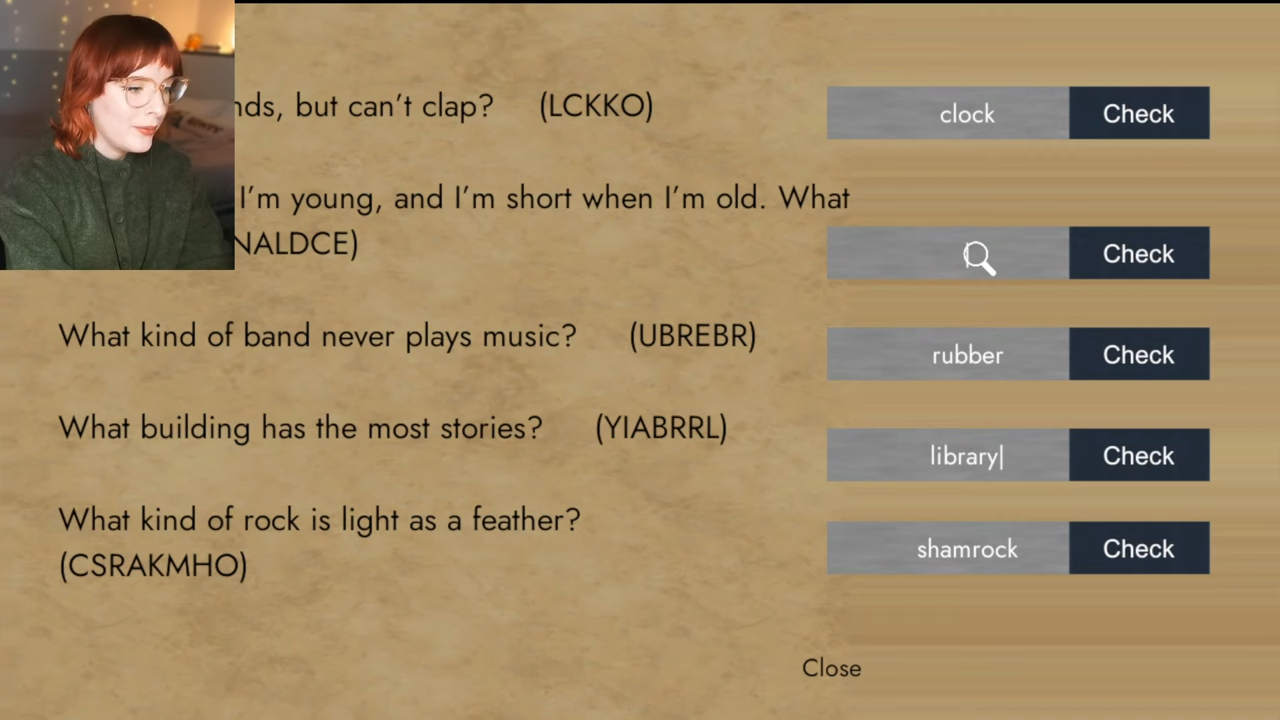 nds, but can't clap? (LCKKO) clock Check
I'm young, and I'm short when I'm old. What
NALDCE) Check
What kind of band never plays music? (UBREBR) rubber Check
What building has the most stories? (YIABRRL) library Check
What kind of rock is light as a feather?
(CSRAKMHO) shamrock Check
Close